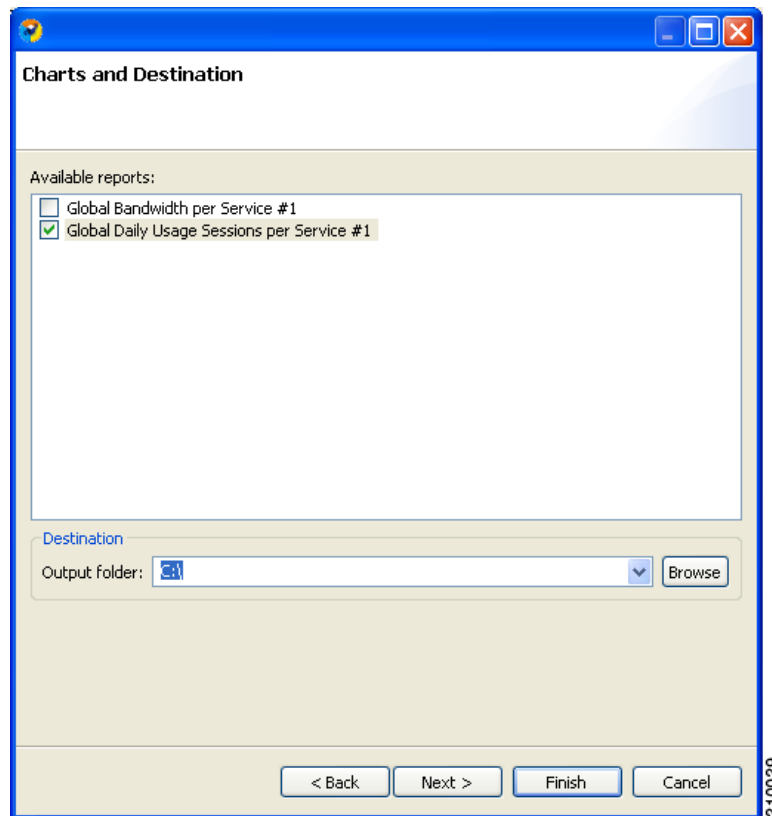 Charts and Destination
Available reports:
Global Bandwidth per Service #1
Global Daily Usage Sessions per Service #1
Destination
Output folder: C:\
Browse
< Back Next > Finish Cancel